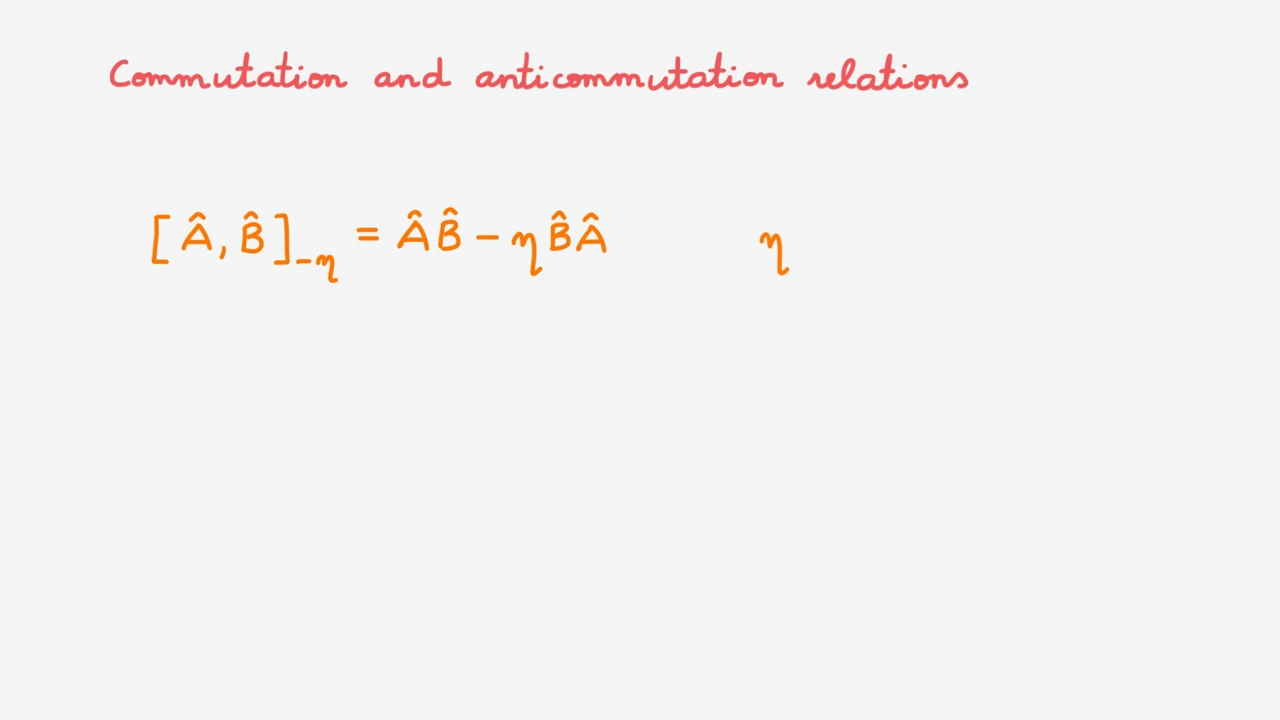 Commutation and anticommutation relations
[Â, B̂]_{-η} = ÂB̂ - ηB̂Â η